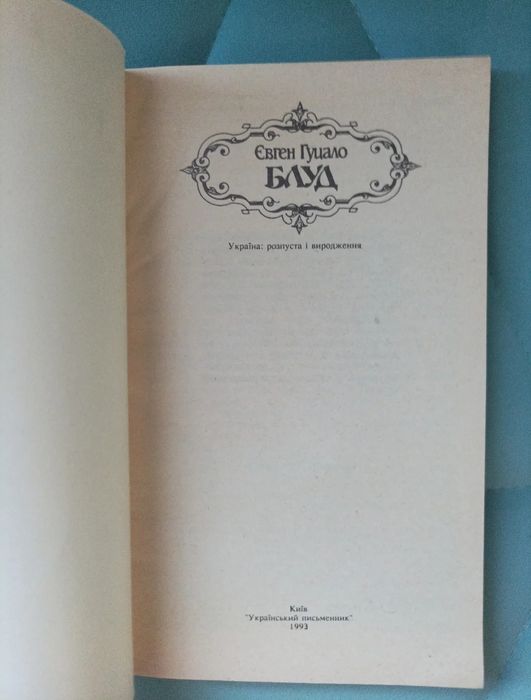 Євген Гуцало
БЛУД
Україна: розпуста і виродження
Київ
"Український письменник"
1993